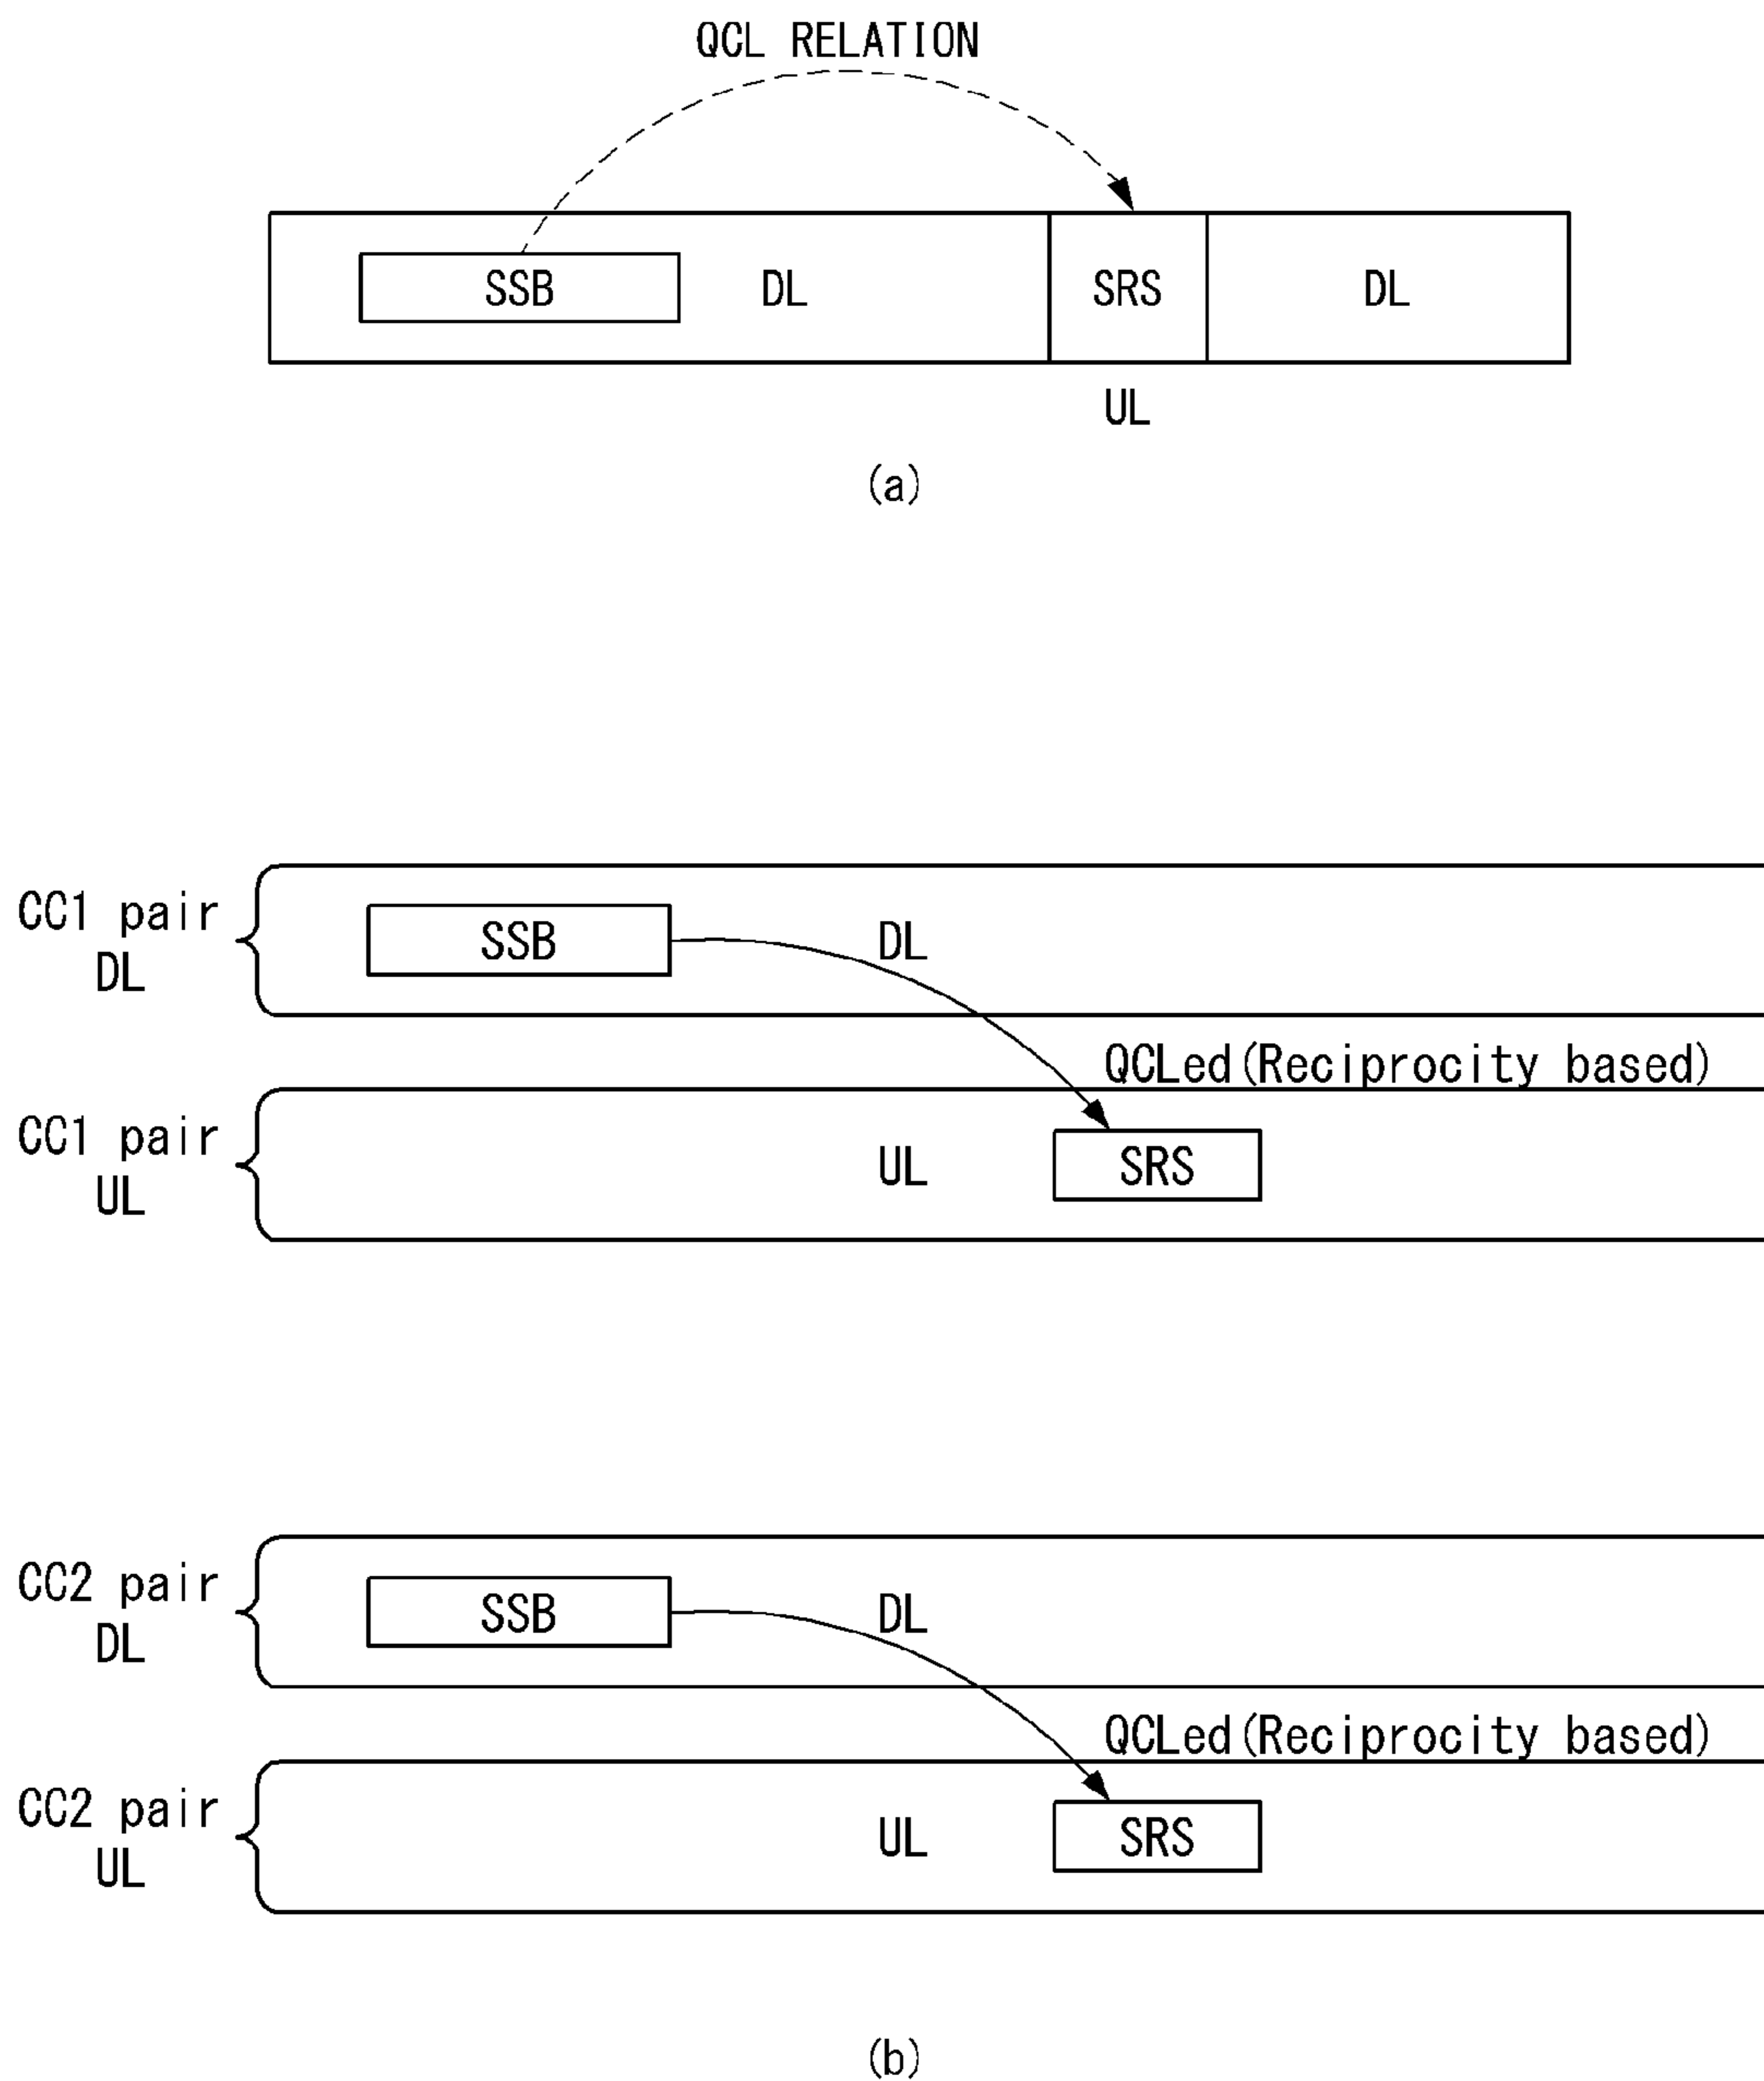 QCL RELATION
SSB DL SRS DL
UL
(a)
CC1 pair
DL
SSB DL
QCLed(Reciprocity based)
CC1 pair
UL
UL SRS
CC2 pair
DL
SSB DL
QCLed(Reciprocity based)
CC2 pair
UL
UL SRS
(b)